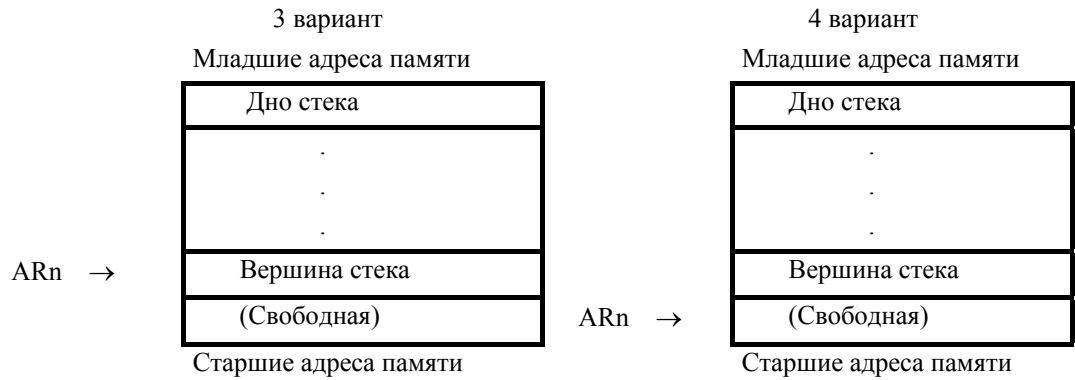 3 вариант
4 вариант
Младшие адреса памяти
Младшие адреса памяти
Дно стека
Дно стека
.
.
.
.
.
.
ARn →
Вершина стека
Вершина стека
(Свободная)
ARn →
(Свободная)
Старшие адреса памяти
Старшие адреса памяти